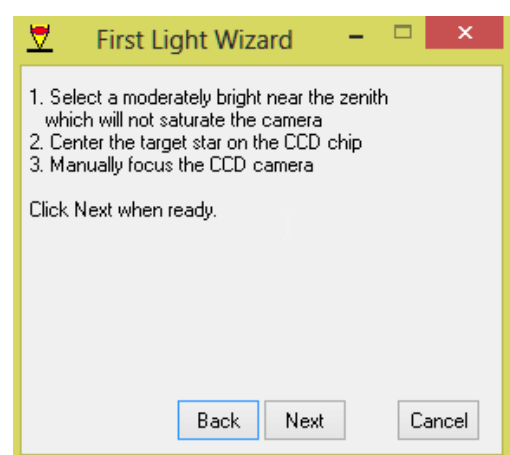 First Light Wizard
1. Select a moderately bright near the zenith
which will not saturate the camera
2. Center the target star on the CCD chip
3. Manually focus the CCD camera
Click Next when ready.
Back Next Cancel